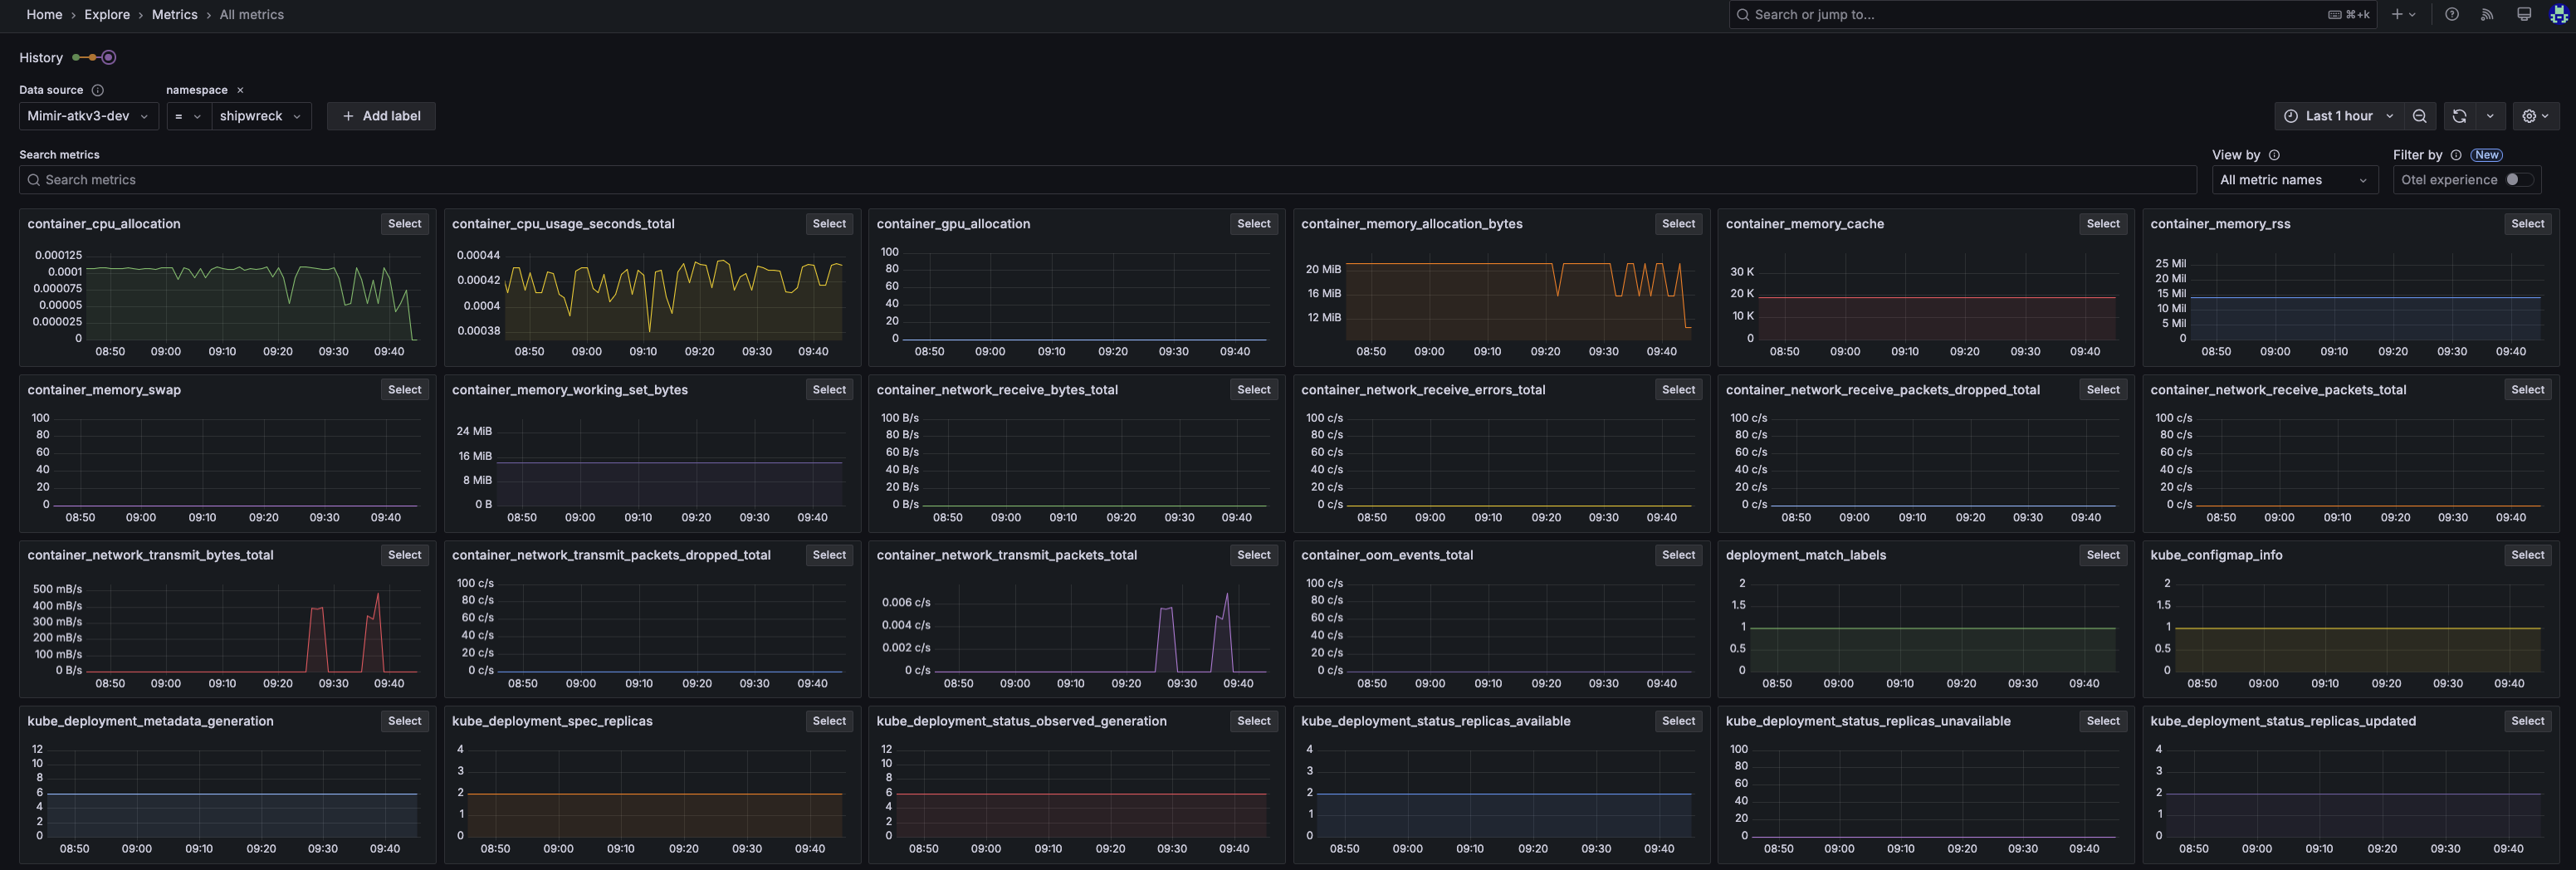 Home › Explore › Metrics › All metrics
Search or jump to...
⌘+k
History
Data source
namespace ×
Mimir-atkv3-dev
=
shipwreck
+ Add label
Last 1 hour
Search metrics
View by
Filter by
New
Search metrics
All metric names
Otel experience
container_cpu_allocation
Select
0.000125
0.0001
0.000075
0.00005
0.000025
0
08:50 09:00 09:10 09:20 09:30 09:40
container_cpu_usage_seconds_total
Select
0.00044
0.00042
0.0004
0.00038
08:50 09:00 09:10 09:20 09:30 09:40
container_gpu_allocation
Select
100
80
60
40
20
0
08:50 09:00 09:10 09:20 09:30 09:40
container_memory_allocation_bytes
Select
20 MiB
16 MiB
12 MiB
08:50 09:00 09:10 09:20 09:30 09:40
container_memory_cache
Select
30 K
20 K
10 K
0
08:50 09:00 09:10 09:20 09:30 09:40
container_memory_rss
Select
25 Mil
20 Mil
15 Mil
10 Mil
5 Mil
0
08:50 09:00 09:10 09:20 09:30 09:40
container_memory_swap
Select
100
80
60
40
20
0
08:50 09:00 09:10 09:20 09:30 09:40
container_memory_working_set_bytes
Select
24 MiB
16 MiB
8 MiB
0 B
08:50 09:00 09:10 09:20 09:30 09:40
container_network_receive_bytes_total
Select
100 B/s
80 B/s
60 B/s
40 B/s
20 B/s
0 B/s
08:50 09:00 09:10 09:20 09:30 09:40
container_network_receive_errors_total
Select
100 c/s
80 c/s
60 c/s
40 c/s
20 c/s
0 c/s
08:50 09:00 09:10 09:20 09:30 09:40
container_network_receive_packets_dropped_total
Select
100 c/s
80 c/s
60 c/s
40 c/s
20 c/s
0 c/s
08:50 09:00 09:10 09:20 09:30 09:40
container_network_receive_packets_total
Select
100 c/s
80 c/s
60 c/s
40 c/s
20 c/s
0 c/s
08:50 09:00 09:10 09:20 09:30 09:40
container_network_transmit_bytes_total
Select
500 mB/s
400 mB/s
300 mB/s
200 mB/s
100 mB/s
0 B/s
08:50 09:00 09:10 09:20 09:30 09:40
container_network_transmit_packets_dropped_total
Select
100 c/s
80 c/s
60 c/s
40 c/s
20 c/s
0 c/s
08:50 09:00 09:10 09:20 09:30 09:40
container_network_transmit_packets_total
Select
0.006 c/s
0.004 c/s
0.002 c/s
0 c/s
08:50 09:00 09:10 09:20 09:30 09:40
container_oom_events_total
Select
100 c/s
80 c/s
60 c/s
40 c/s
20 c/s
0 c/s
08:50 09:00 09:10 09:20 09:30 09:40
deployment_match_labels
Select
2
1.5
1
0.5
0
08:50 09:00 09:10 09:20 09:30 09:40
kube_configmap_info
Select
2
1.5
1
0.5
0
08:50 09:00 09:10 09:20 09:30 09:40
kube_deployment_metadata_generation
Select
12
10
8
6
4
2
0
08:50 09:00 09:10 09:20 09:30 09:40
kube_deployment_spec_replicas
Select
4
3
2
1
0
08:50 09:00 09:10 09:20 09:30 09:40
kube_deployment_status_observed_generation
Select
12
10
8
6
4
2
0
08:50 09:00 09:10 09:20 09:30 09:40
kube_deployment_status_replicas_available
Select
4
3
2
1
0
08:50 09:00 09:10 09:20 09:30 09:40
kube_deployment_status_replicas_unavailable
Select
100
80
60
40
20
0
08:50 09:00 09:10 09:20 09:30 09:40
kube_deployment_status_replicas_updated
Select
4
3
2
1
0
08:50 09:00 09:10 09:20 09:30 09:40